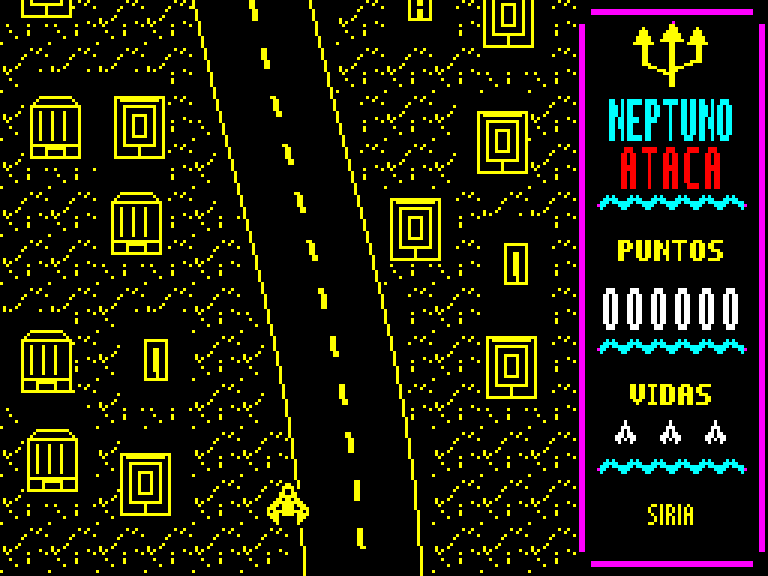 NEPTUNO
ATACA
PUNTOS
000000
VIDAS
SIRIA